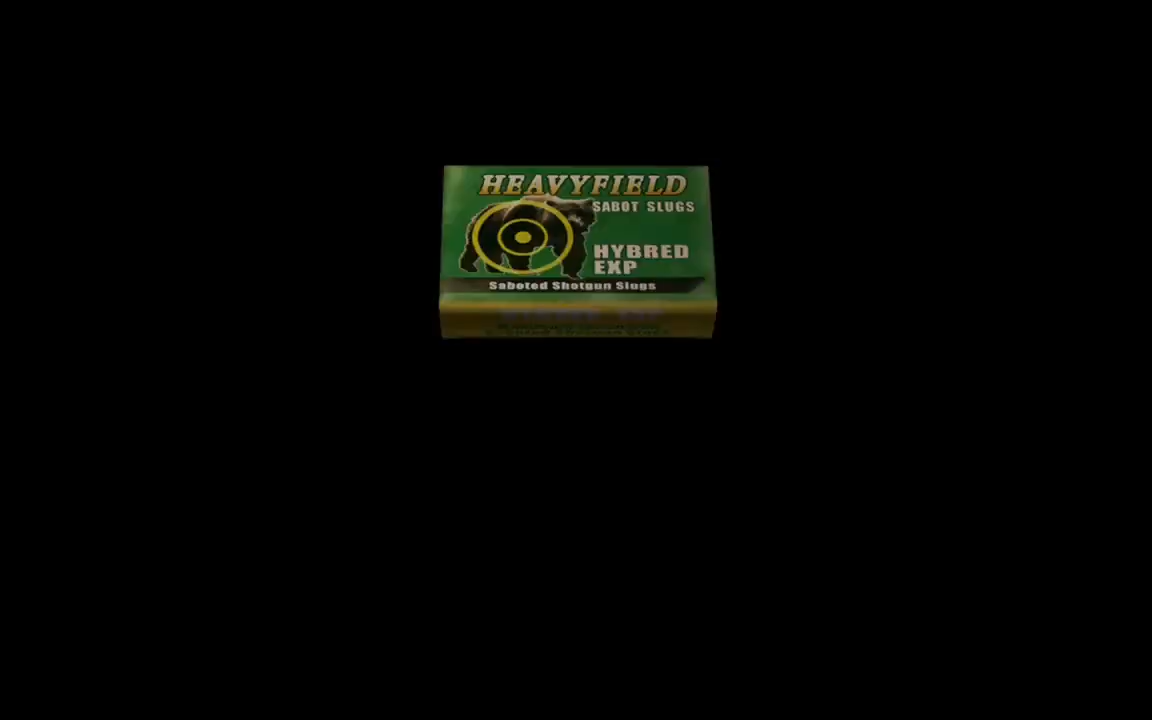 HEAVYFIELD
SABOT SLUGS
HYBRED
EXP
Saboted Shotgun Slugs